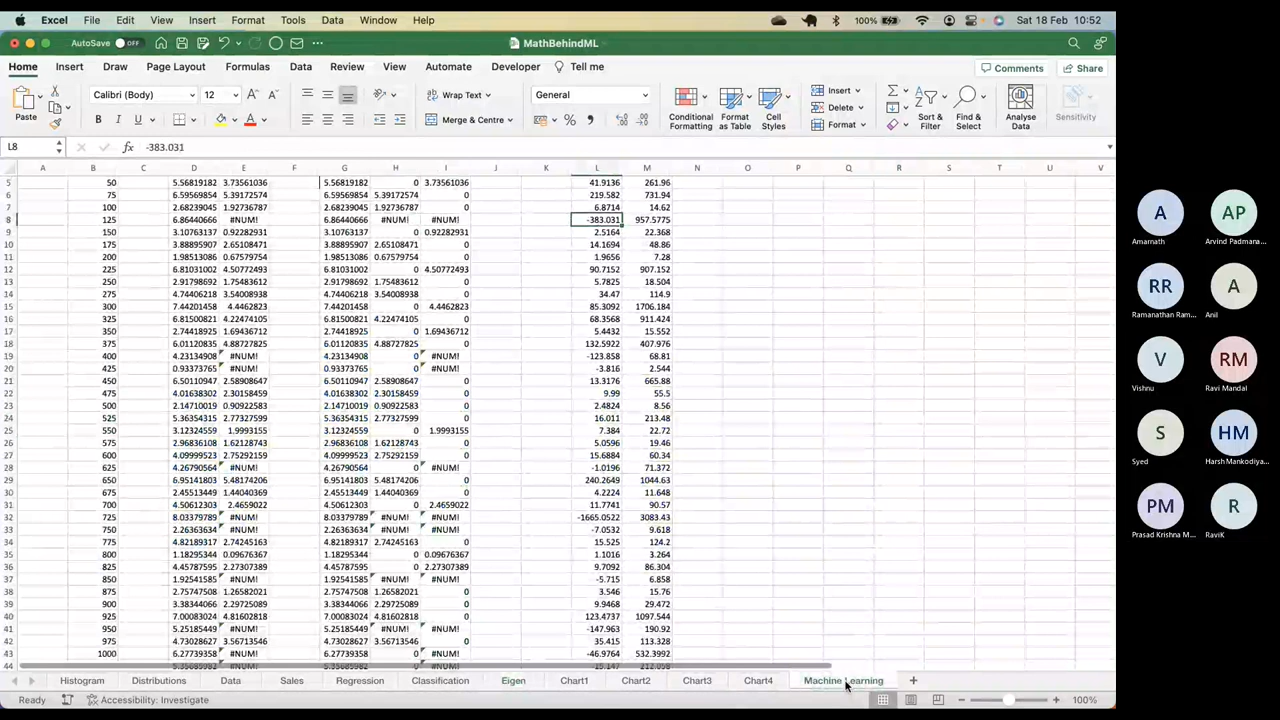 Excel File Edit View Insert Format Tools Data Window Help 100% Sat 18 Feb 10:52
AutoSave OFF MathBehindML
Home Insert Draw Page Layout Formulas Data Review View Automate Developer Tell me Comments Share
Paste Calibri (Body) 12 Wrap Text General Conditional Formatting Format as Table Cell Styles Insert Sort & Filter Find & Select Analyse Data Sensitivity
Delete
B I U Merge & Centre Format
L8 fx -383.031
A B C D E F G H I J K L M N O P Q R S T U V
5 50 5.56819182 3.73561036 5.56819182 0 3.73561036 41.9136 261.96
6 75 6.59569854 5.39172574 6.59569854 5.39172574 0 219.582 731.94
7 100 2.68239045 1.92736787 2.68239045 1.92736787 0 6.8714 14.62
8 125 6.86440666 #NUM! 6.86440666 #NUM! #NUM! -383.031 957.5775
9 150 3.10763137 0.92282931 3.10763137 0 0.92282931 2.5164 22.368
10 175 3.88895907 2.65108471 3.88895907 2.65108471 0 14.1694 48.86
11 200 1.98513086 0.67579754 1.98513086 0.67579754 0 1.9656 7.28
12 225 6.81031002 4.50772493 6.81031002 0 4.50772493 90.7152 907.152
13 250 2.91798692 1.75483612 2.91798692 1.75483612 0 5.7825 18.504
14 275 4.74406218 3.54008938 4.74406218 3.54008938 0 34.47 114.9
15 300 7.44201458 4.4462823 7.44201458 0 4.4462823 85.3092 1706.184
16 325 6.81500821 4.22474105 6.81500821 4.22474105 0 68.3568 911.424
17 350 2.74418925 1.69436712 2.74418925 0 1.69436712 5.4432 15.552
18 375 6.01120835 4.88727825 6.01120835 4.88727825 0 132.5922 407.976
19 400 4.23134908 #NUM! 4.23134908 0 #NUM! -123.858 68.81
20 425 0.93373765 #NUM! 0.93373765 0 #NUM! -3.816 2.544
21 450 6.50110947 2.58908647 6.50110947 2.58908647 0 13.3176 665.88
22 475 4.01638302 2.30158459 4.01638302 2.30158459 0 9.99 55.5
23 500 2.14710019 0.90922583 2.14710019 0.90922583 0 2.4824 8.56
24 525 5.36354315 2.77327599 5.36354315 2.77327599 0 16.011 213.48
25 550 3.12324559 1.9993155 3.12324559 0 1.9993155 7.384 22.72
26 575 2.96836108 1.62128743 2.96836108 1.62128743 0 5.0596 19.46
27 600 4.09999523 2.75292159 4.09999523 2.75292159 0 15.6884 60.34
28 625 4.26790564 #NUM! 4.26790564 0 #NUM! -1.0196 71.372
29 650 6.95141803 5.48174206 6.95141803 5.48174206 0 240.2649 1044.63
30 675 2.45513449 1.44040369 2.45513449 1.44040369 0 4.2224 11.648
31 700 4.50612303 2.4659022 4.50612303 0 2.4659022 11.7741 90.57
32 725 8.03379789 #NUM! 8.03379789 #NUM! #NUM! -1665.0522 3083.43
33 750 2.26363634 #NUM! 2.26363634 #NUM! #NUM! -7.0532 9.618
34 775 4.82189317 2.74245163 4.82189317 2.74245163 0 15.525 124.2
35 800 1.18295344 0.09676367 1.18295344 0 0.09676367 1.1016 3.264
36 825 4.45787595 2.27307389 4.45787595 0 2.27307389 9.7092 86.304
37 850 1.92541585 #NUM! 1.92541585 #NUM! #NUM! -5.715 6.858
38 875 2.75747508 1.26582021 2.75747508 1.26582021 0 3.546 15.76
39 900 3.38344066 2.29725089 3.38344066 2.29725089 0 9.9468 29.472
40 925 7.00083024 4.81602818 7.00083024 4.81602818 0 123.4737 1097.544
41 950 5.25185449 #NUM! 5.25185449 #NUM! #NUM! -147.963 190.92
42 975 4.73028627 3.56713546 4.73028627 3.56713546 0 35.415 113.328
43 1000 6.27739358 #NUM! 6.27739358 0 #NUM! -46.9764 532.3992
44
Histogram Distributions Data Sales Regression Classification Eigen Chart1 Chart2 Chart3 Chart4 Machine Learning +
Ready Accessibility: Investigate 100%
A AP
Amarnath Arvind Padmana...
RR A
Ramanathan Ram... Anil
V RM
Vishnu Ravi Mandal
S HM
Syed Harsh Mankodiya...
PM R
Prasad Krishna M... RaviK